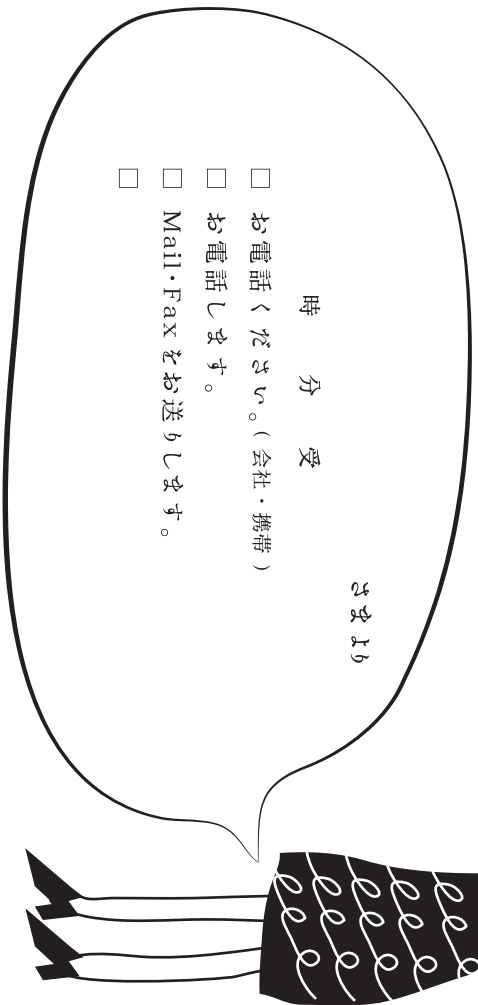 さまより
時　分　受
□ お電話ください。（会社・携帯）
□ お電話します。
□ Mail・Faxをお送りします。
□